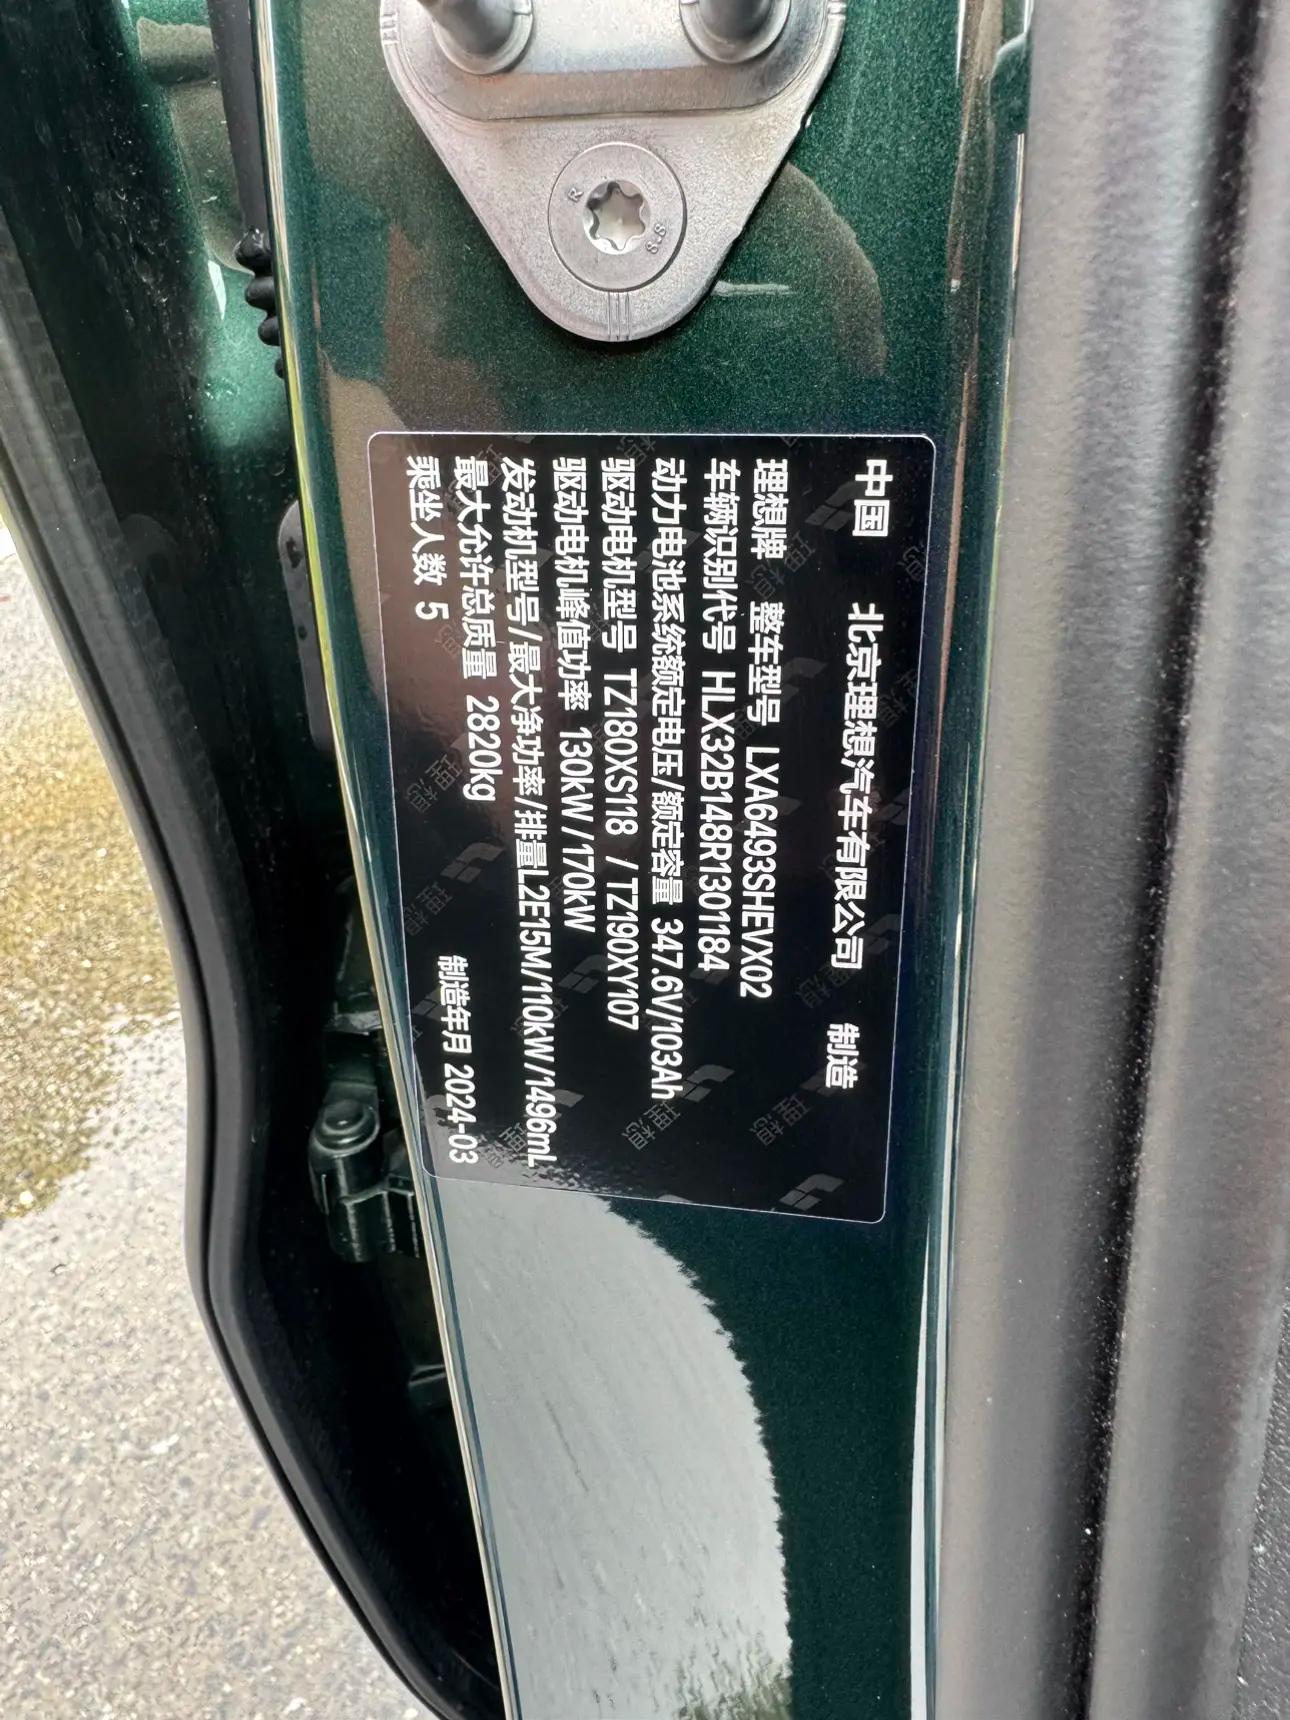 中国 北京理想汽车有限公司 制造
理想牌 整车型号 LXA6493SHEVX02
车辆识别代号 HLX32B148R1301184
动力电池系统额定电压/额定容量 347.6V/103Ah
驱动电机型号 TZ180XS118 /TZ190XY107
驱动电机峰值功率 130kW/170kW
发动机型号/最大净功率/排量L2E15M/110kW/1496mL
最大允许总质量 2820kg
乘坐人数 5 制造年月 2024-03
R
S.S